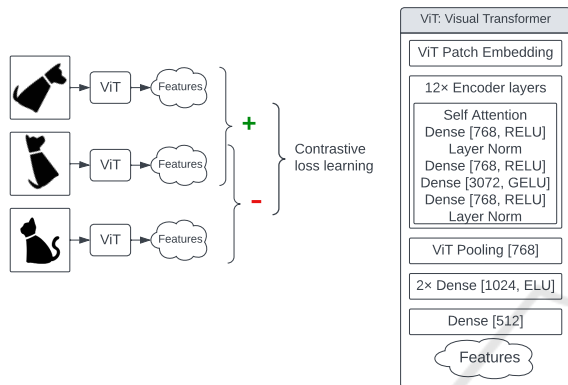 ViT
Features
ViT
Features
ViT
Features
+
-
Contrastive
loss learning
ViT: Visual Transformer
ViT Patch Embedding
12× Encoder layers
Self Attention
Dense [768, RELU]
Layer Norm
Dense [768, RELU]
Dense [3072, GELU]
Dense [768, RELU]
Layer Norm
ViT Pooling [768]
2× Dense [1024, ELU]
Dense [512]
Features